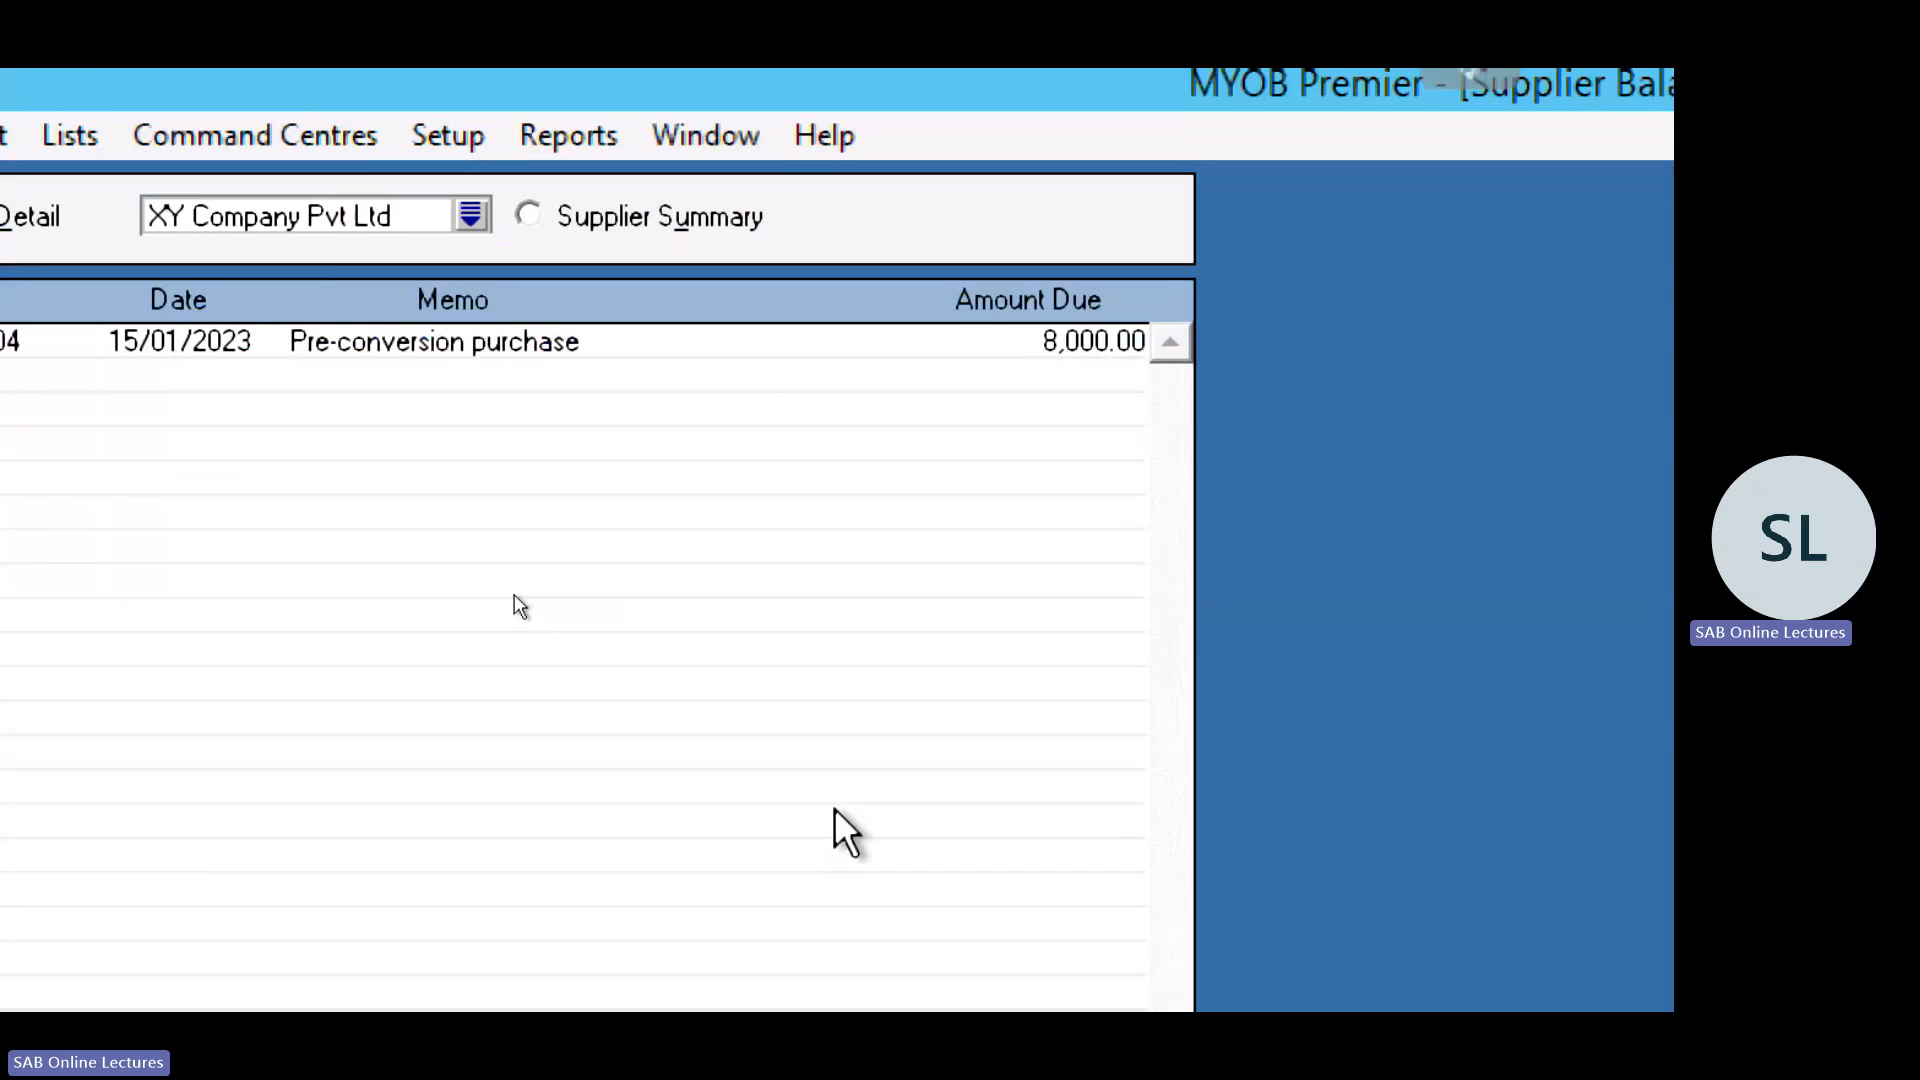 MYOB Premier - [Supplier Bala
t Lists Command Centres Setup Reports Window Help
Detail XY Company Pvt Ltd Supplier Summary
Date Memo Amount Due
04 15/01/2023 Pre-conversion purchase 8,000.00
SL
SAB Online Lectures
SAB Online Lectures